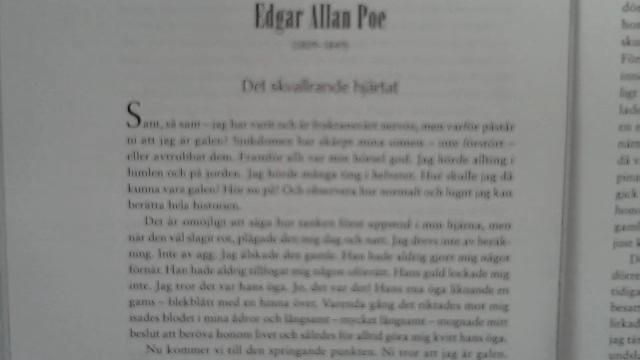 Edgar Allan Poe
(1809–1849)
Det skvallrande hjärtat
Sant, så sant – jag har varit och är fruktansvärt nervös, men varför påstår
ni att jag är galen? Sjukdomen har skärpt mina sinnen – inte förstört –
eller avtrubbat dem. Framför allt var min hörsel god. Jag hörde allting i
himlen och på jorden. Jag hörde många ting i helvetet. Hur skulle jag då
kunna vara galen? Hör nu på! Och observera hur normalt och lugnt jag kan
berätta hela historien.
Det är omöjligt att säga hur tanken först uppstod i min hjärna, men
när den väl slagit rot, plågade den mig dag och natt. Jag drevs inte av beräk-
ning. Inte av agg. Jag älskade den gamle. Han hade aldrig gjort mig något
förnär. Han hade aldrig tillfogat mig någon oförrätt. Hans guld lockade mig
inte. Jag tror det var hans öga. Jo, det var det! Hans ena öga liknande en
gams – blekblått med en hinna över. Varenda gång det riktades mot mig
isades blodet i mina ådror och långsamt – mycket långsamt – mognade mitt
beslut att beröva honom livet och således för alltid göra mig kvitt hans öga.
Nu kommer vi till den springande punkten. Ni tror att jag är galen.